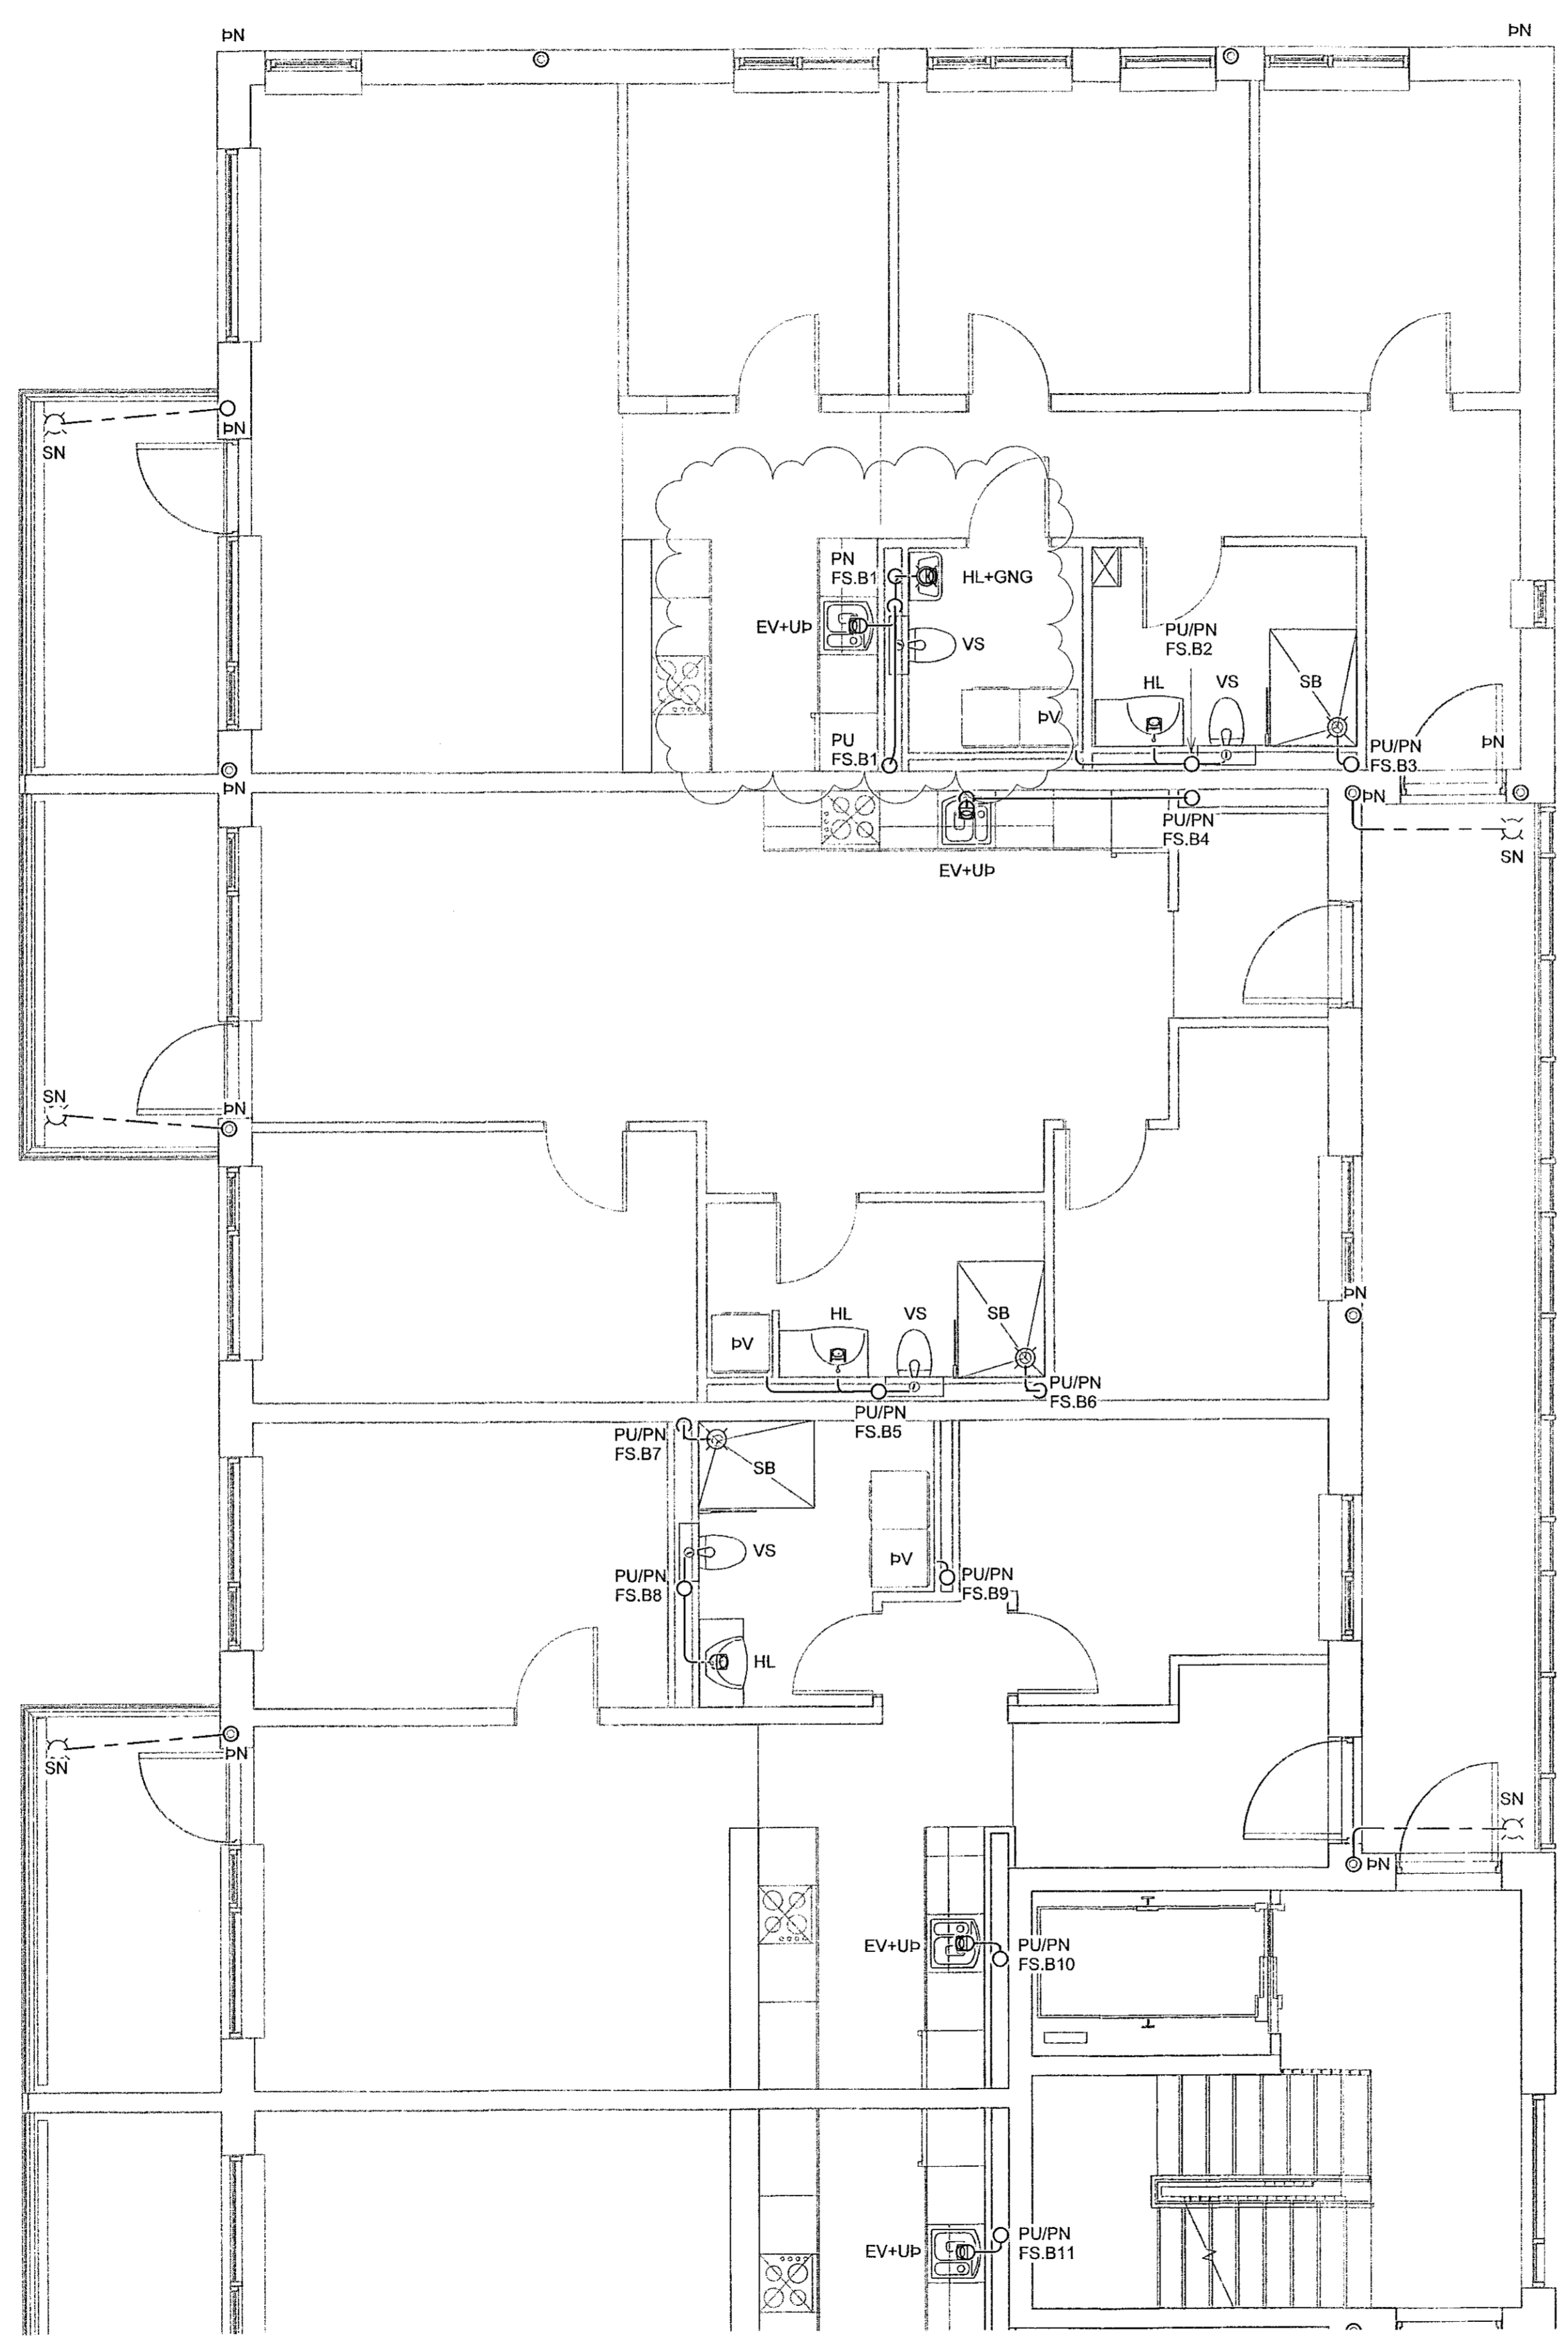 ÞN
ÞN
ÞN
SN
PN
FS.B1
HL+GNG
EV+UÞ
VS
PU/PN
FS.B2
HL
VS
SB
ÞV
PU
FS.B1
ÞN
PU/PN
FS.B3
ÞN
ÞN
PU/PN
FS.B4
SN
EV+UÞ
SN
ÞN
ÞN
HL
VS
SB
ÞV
PU/PN
FS.B6
PU/PN
FS.B5
PU/PN
FS.B7
SB
VS
ÞV
PU/PN
FS.B8
PU/PN
FS.B9
HL
ÞN
SN
SN
ÞN
EV+UÞ
PU/PN
FS.B10
PU/PN
FS.B11
EV+UÞ